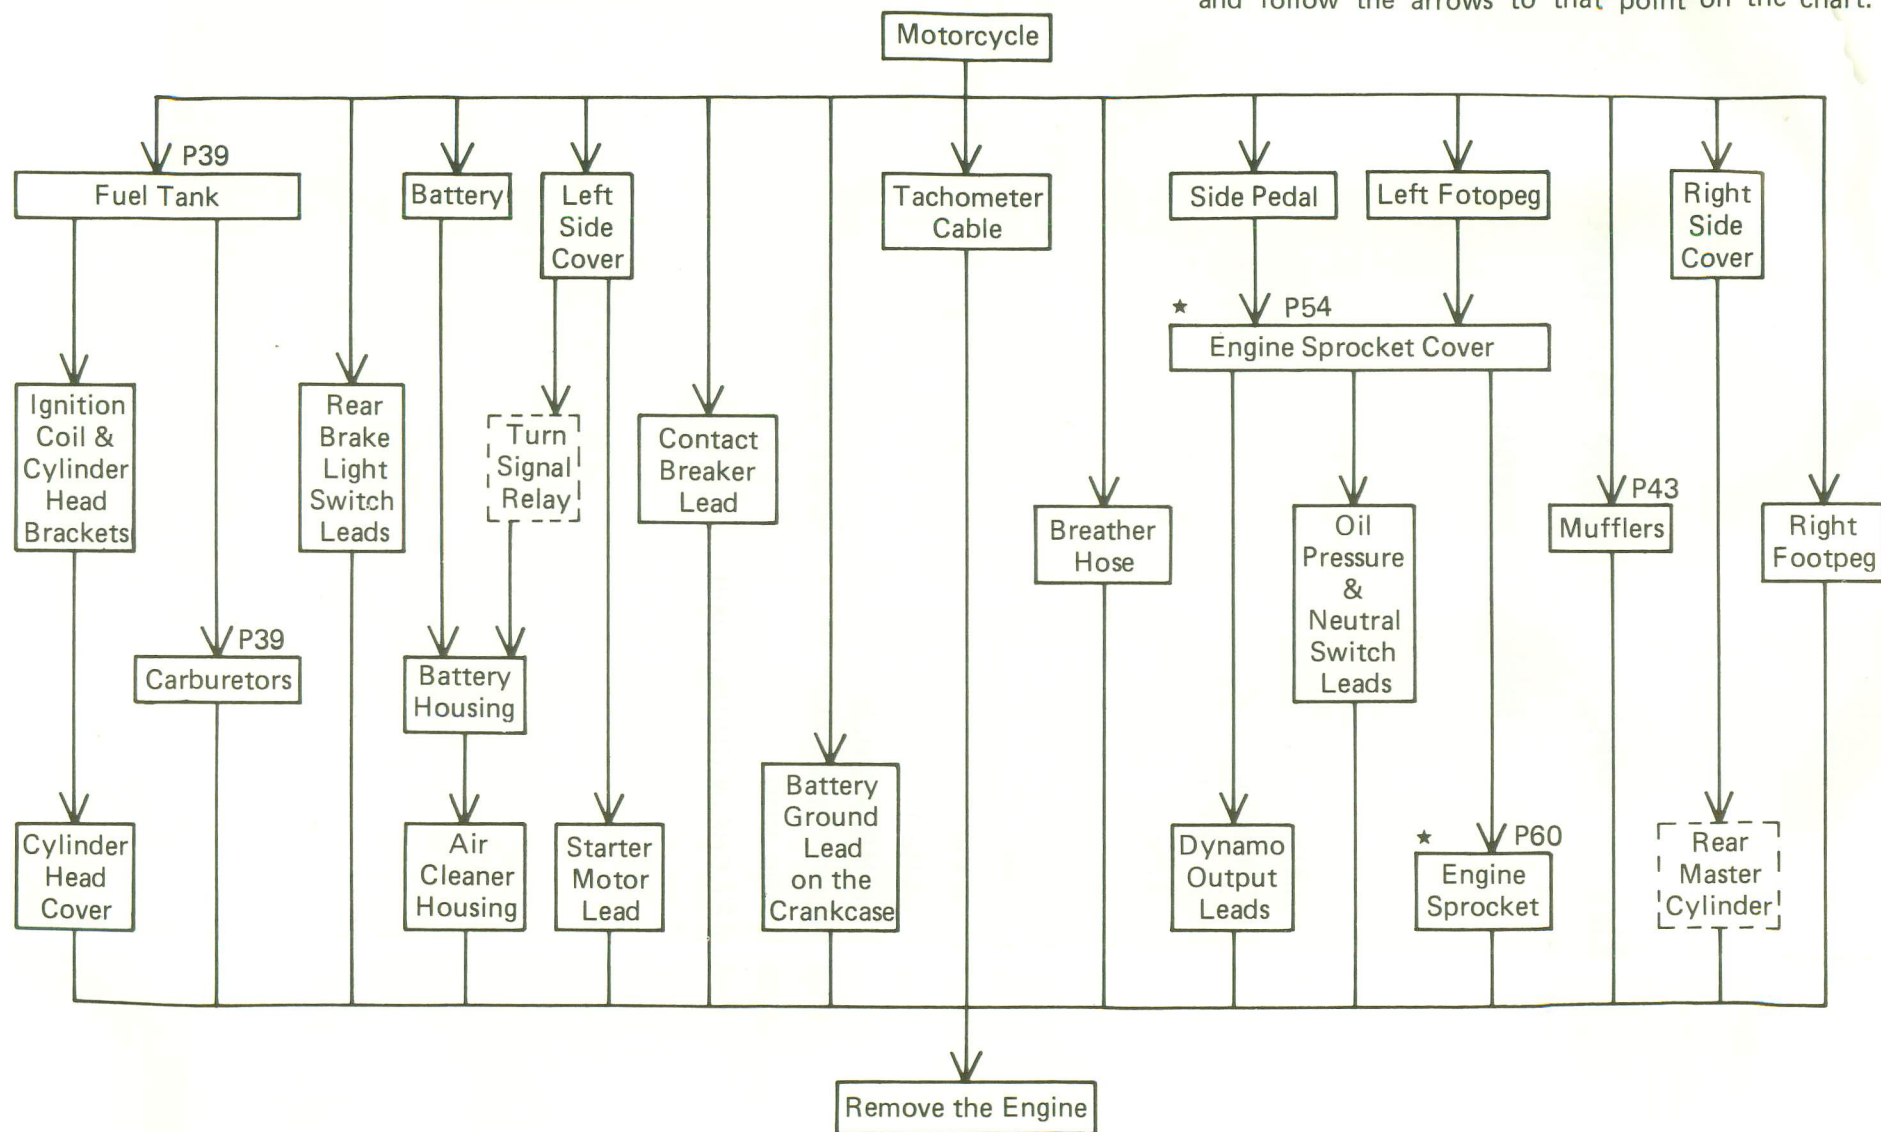 and follow the arrows to that point on the chart.
Motorcycle
P39
Fuel Tank
Battery
Left
Side
Cover
Tachometer
Cable
Side Pedal
Left Fotopeg
Right
Side
Cover
★ P54
Engine Sprocket Cover
Ignition
Coil &
Cylinder
Head
Brackets
Rear
Brake
Light
Switch
Leads
Turn
Signal
Relay
Contact
Breaker
Lead
Breather
Hose
Oil
Pressure
&
Neutral
Switch
Leads
P43
Mufflers
Right
Footpeg
P39
Carburetors
Battery
Housing
Cylinder
Head
Cover
Air
Cleaner
Housing
Starter
Motor
Lead
Battery
Ground
Lead
on the
Crankcase
Dynamo
Output
Leads
★ P60
Engine
Sprocket
Rear
Master
Cylinder
Remove the Engine